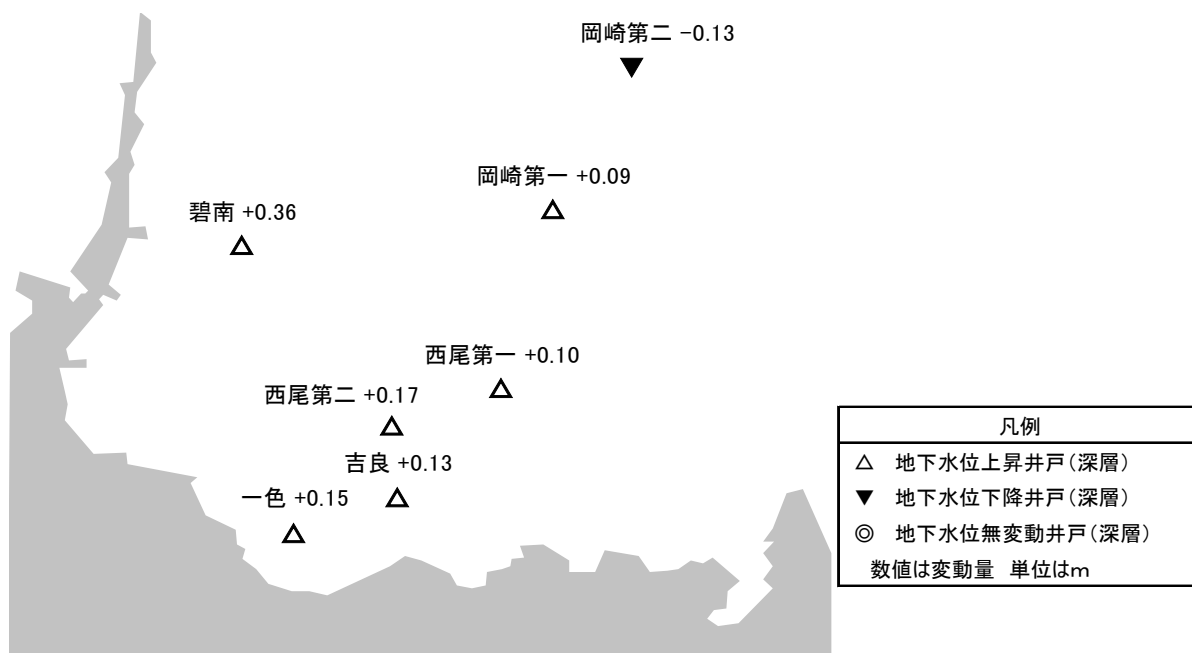 岡崎第二 -0.13
岡崎第一 +0.09
碧南 +0.36
西尾第一 +0.10
西尾第二 +0.17
吉良 +0.13
一色 +0.15
凡例
△ 地下水位上昇井戸(深層)
▼ 地下水位下降井戸(深層)
◎ 地下水位無変動井戸(深層)
数値は変動量 単位はm